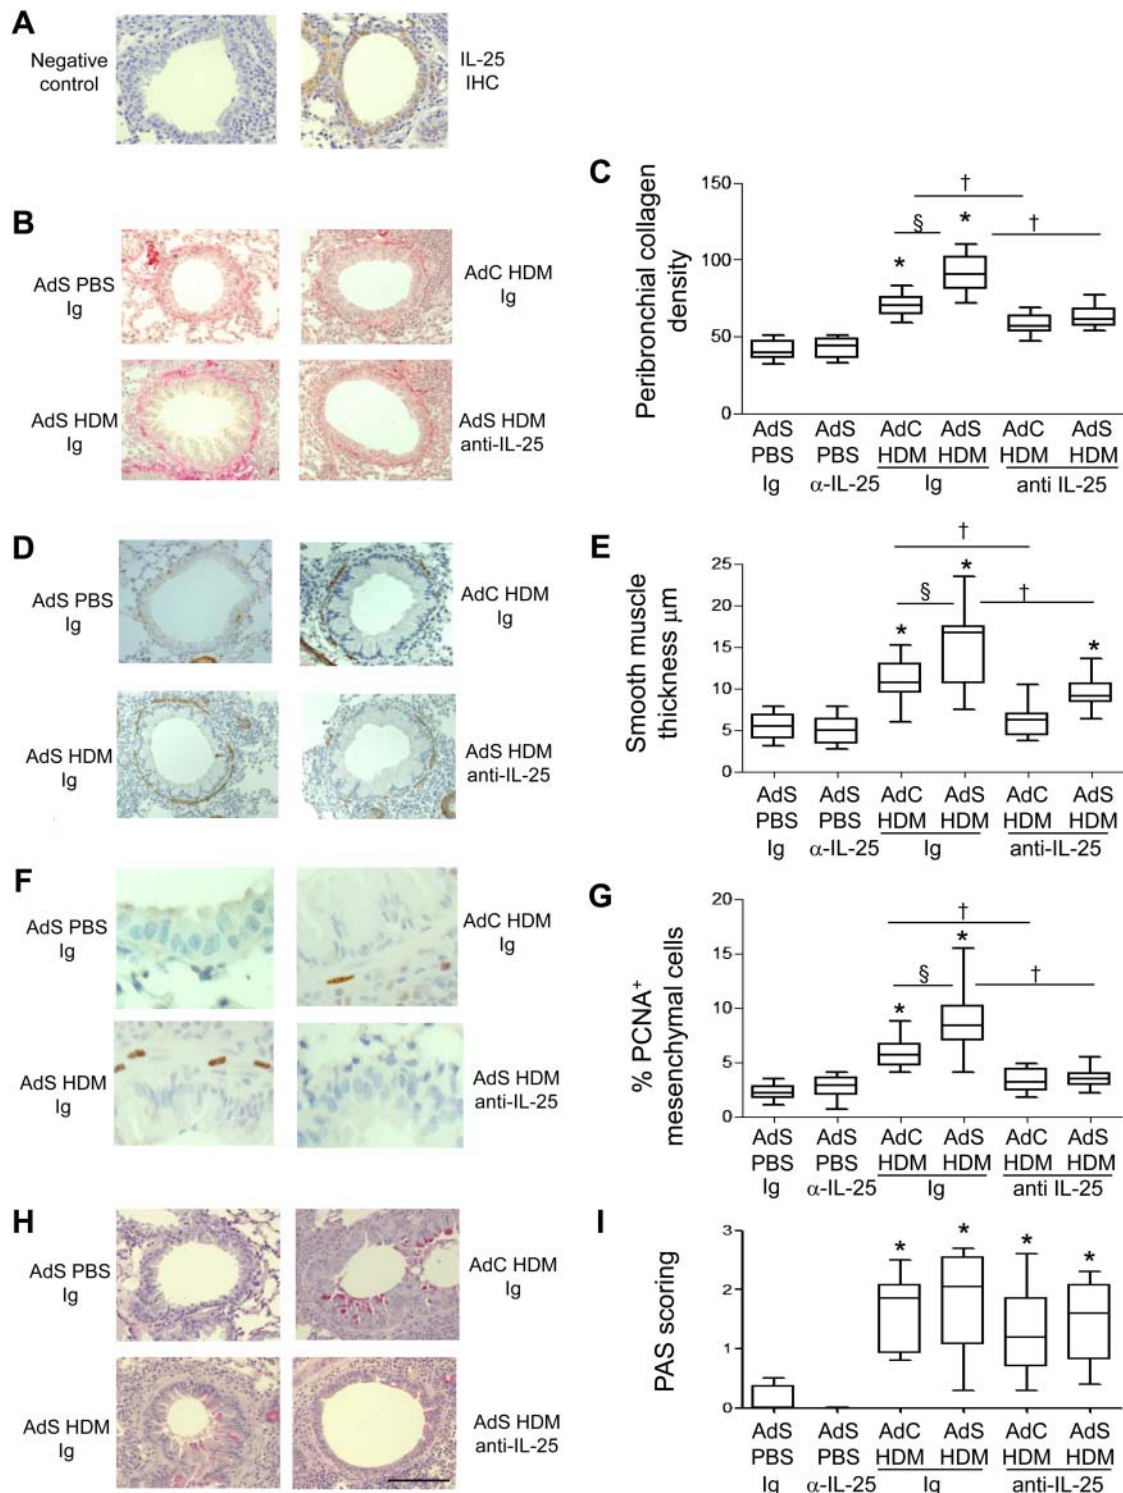 A
Negative
control
IL-25
IHC
B
AdS PBS
Ig
AdC HDM
Ig
AdS HDM
Ig
AdS HDM
anti-IL-25
C
Peribronchial collagen
density
150
100
50
0
†
§ * †
*
AdS AdS AdC AdS AdC AdS
PBS PBS HDM HDM HDM HDM
Ig α-IL-25 Ig anti IL-25
D
AdS PBS
Ig
AdC HDM
Ig
AdS HDM
Ig
AdS HDM
anti-IL-25
E
Smooth muscle
thickness µm
25
20
15
10
5
0
†
*
§ †
* *
AdS AdS AdC AdS AdC AdS
PBS PBS HDM HDM HDM HDM
Ig α-IL-25 Ig anti-IL-25
F
AdS PBS
Ig
AdC HDM
Ig
AdS HDM
Ig
AdS HDM
anti-IL-25
G
% PCNA+
mesenchymal cells
20
15
10
5
0
†
*
§ †
*
AdS AdS AdC AdS AdC AdS
PBS PBS HDM HDM HDM HDM
Ig α-IL-25 Ig anti IL-25
H
AdS PBS
Ig
AdC HDM
Ig
AdS HDM
Ig
AdS HDM
anti-IL-25
I
PAS scoring
3
2
1
0
* * * *
AdS AdS AdC AdS AdC AdS
PBS PBS HDM HDM HDM HDM
Ig α-IL-25 Ig anti-IL-25